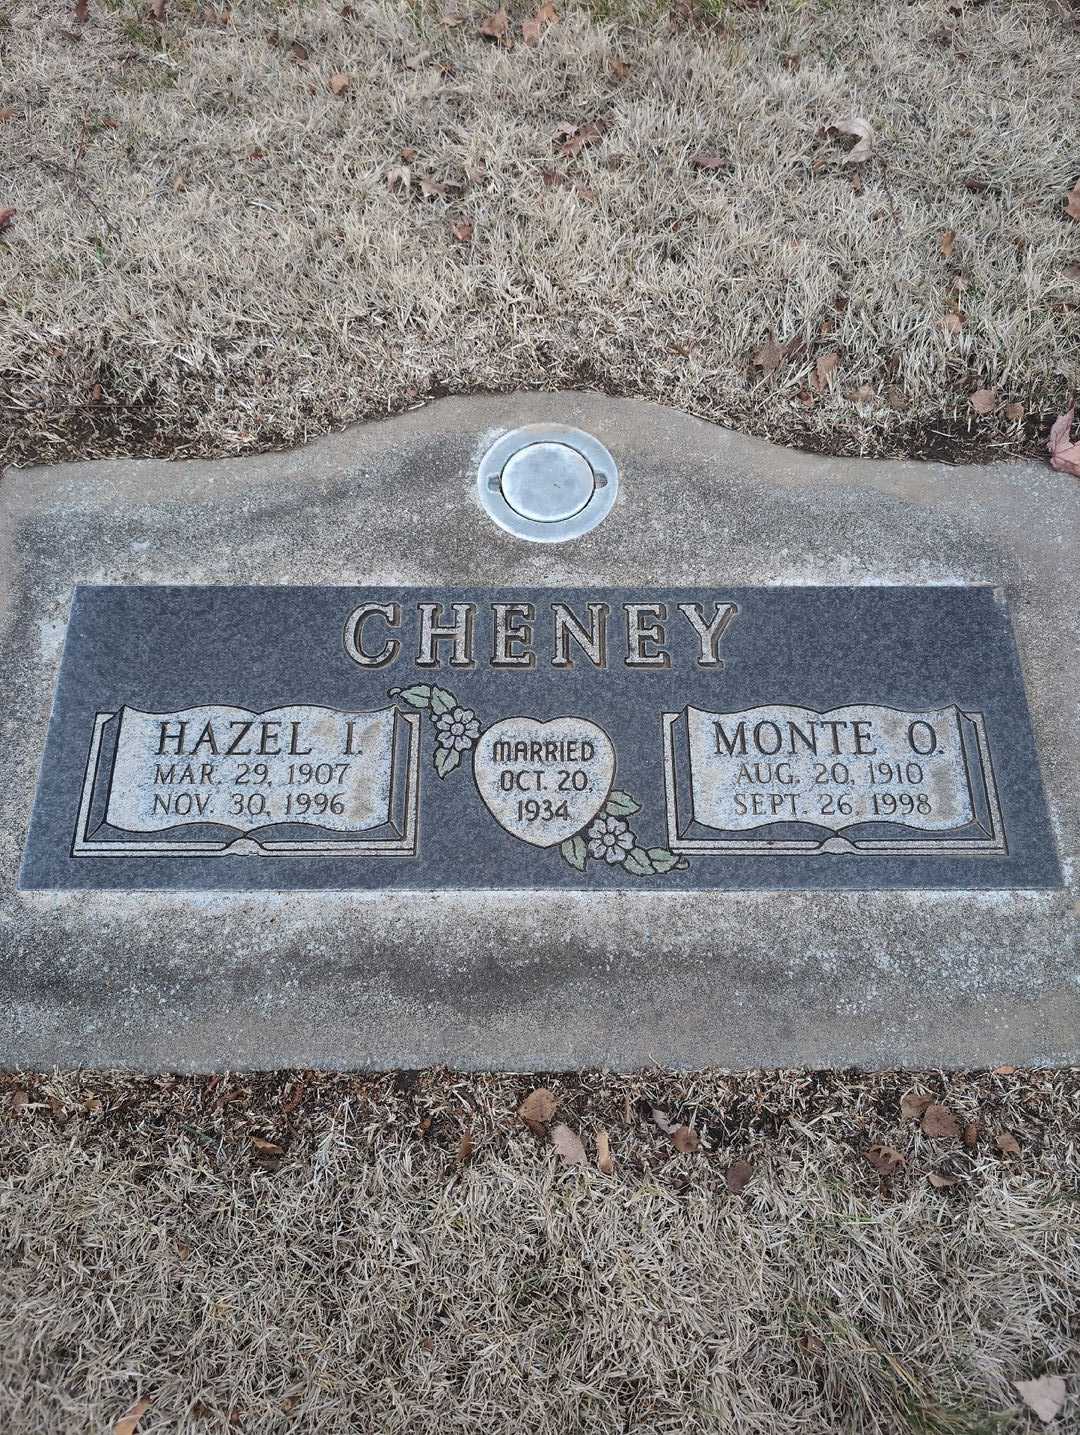 CHENEY
HAZEL I.
MAR. 29, 1907
NOV. 30, 1996
MARRIED
OCT. 20,
1934
MONTE O.
AUG. 20, 1910
SEPT. 26, 1998